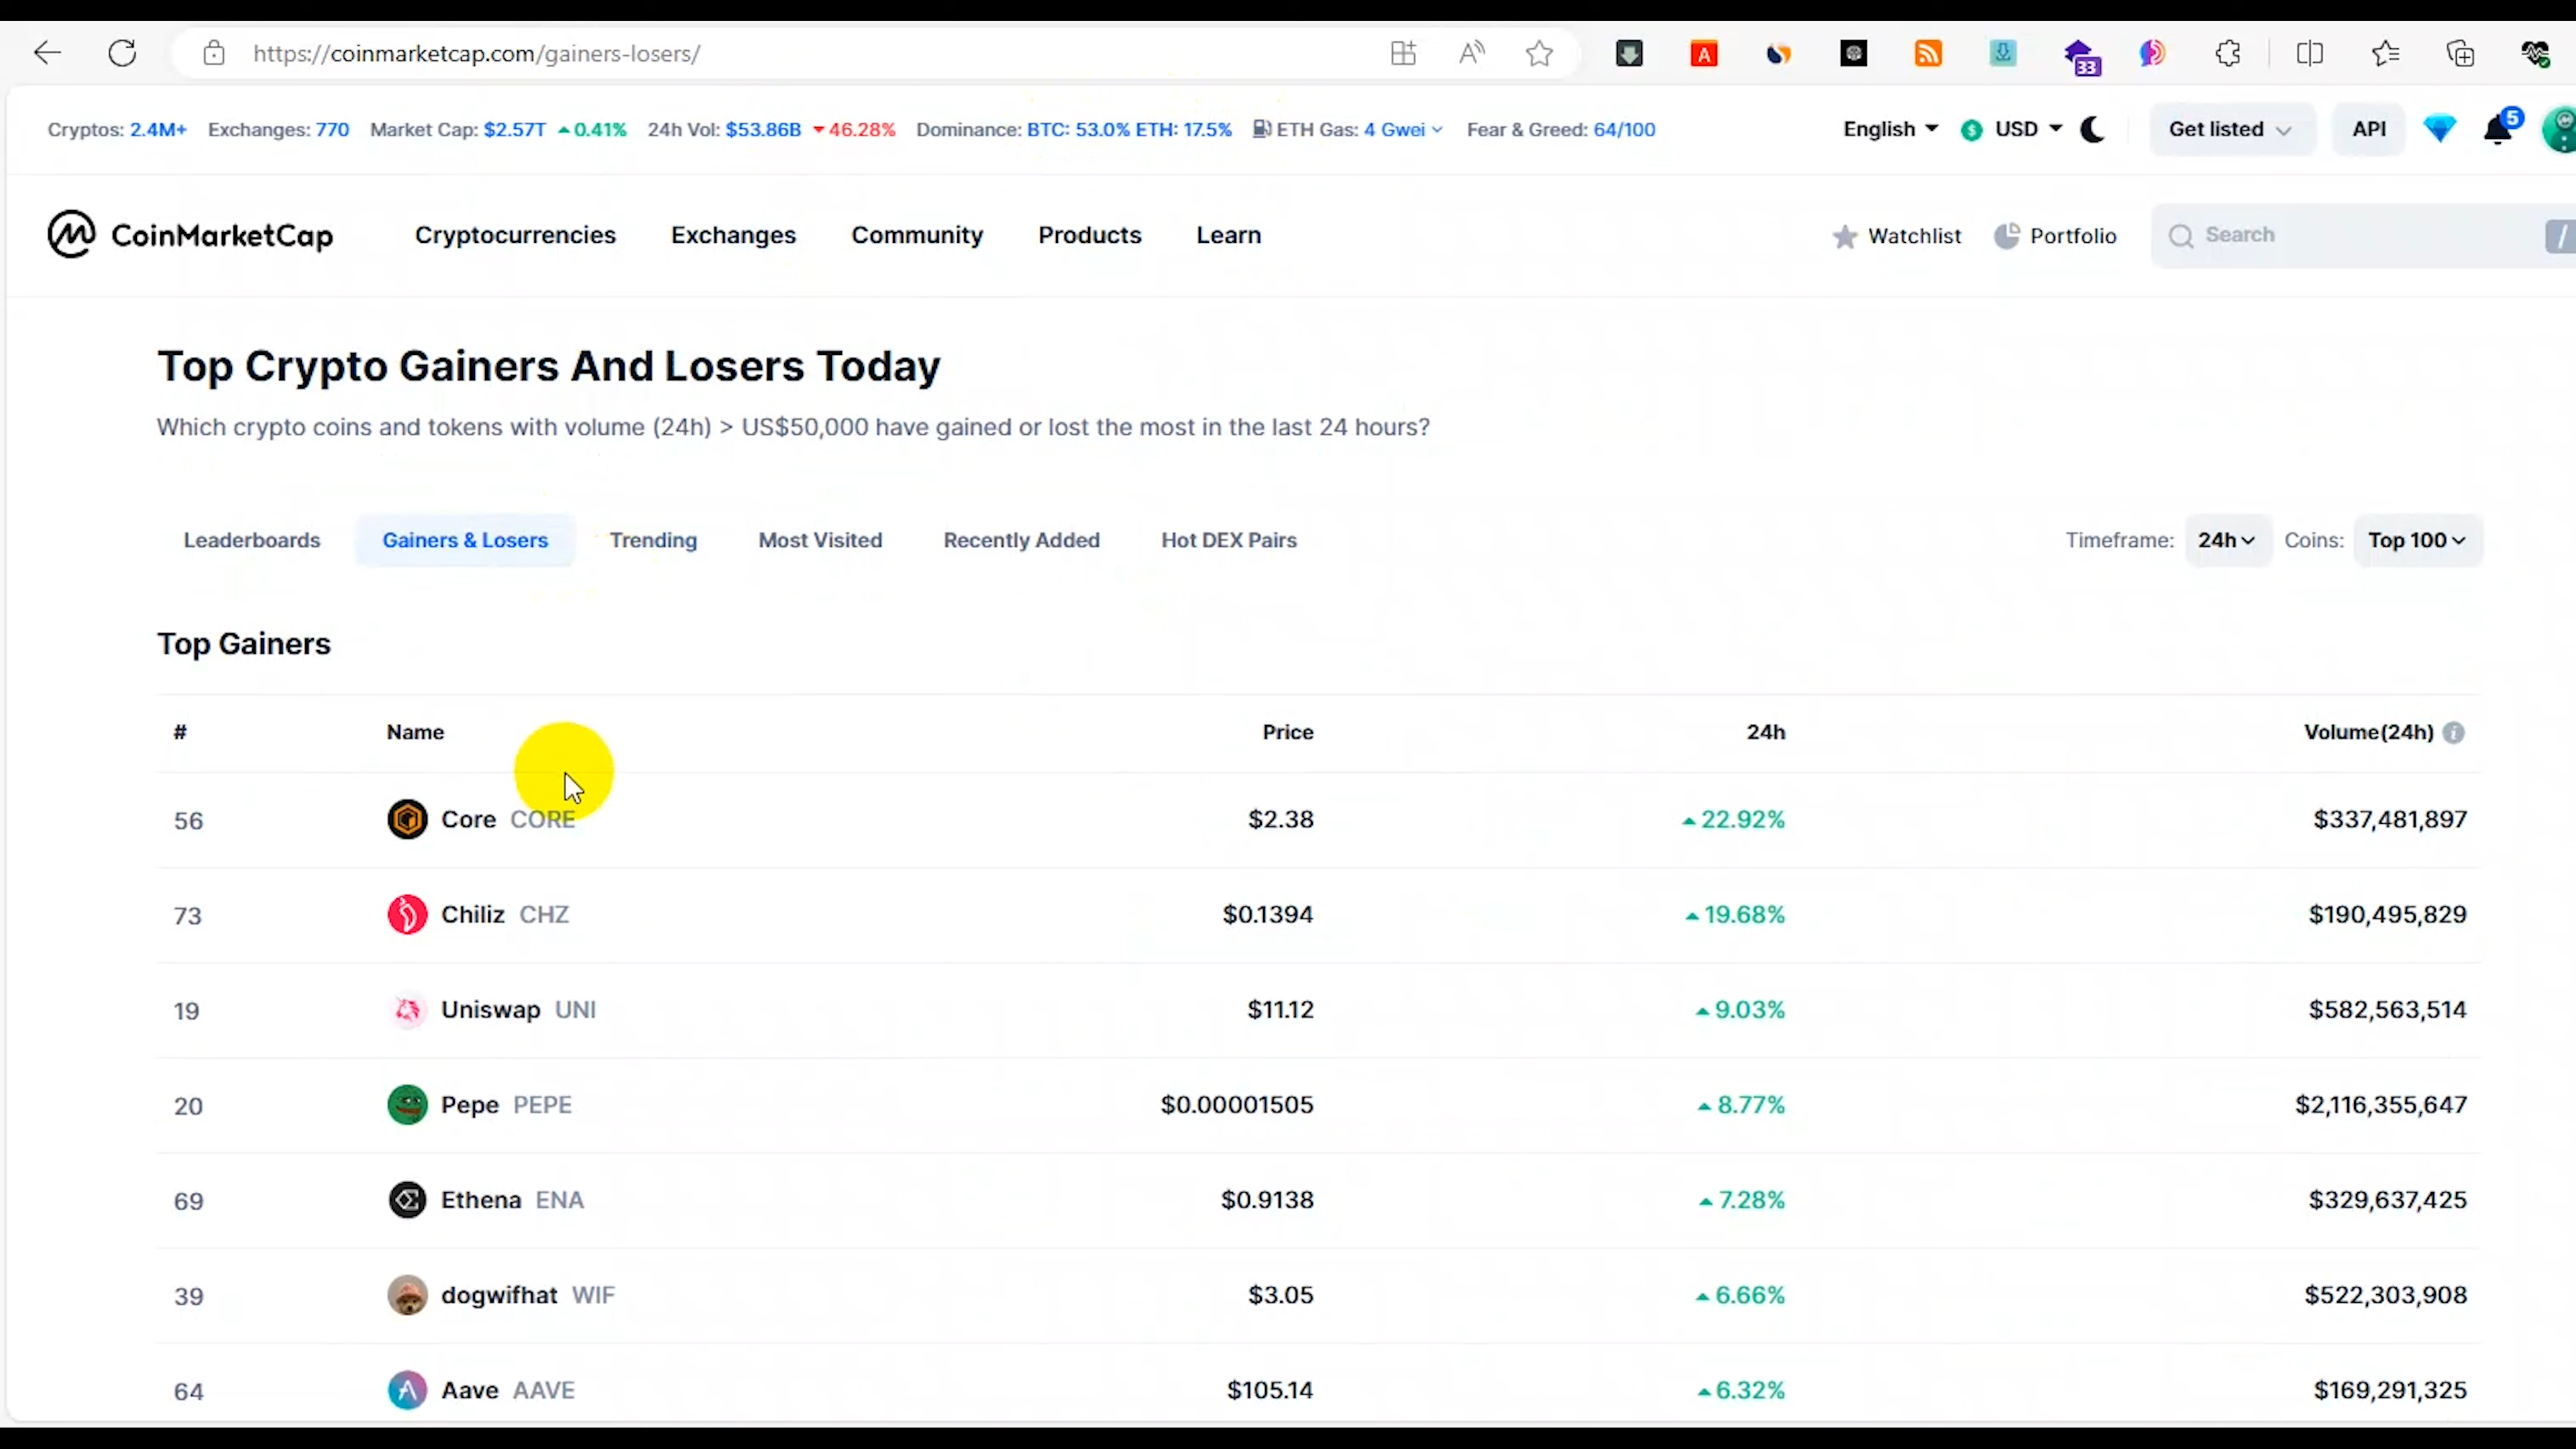 https://coinmarketcap.com/gainers-losers/
A
33
Cryptos: 2.4M+ Exchanges: 770 Market Cap: $2.57T 0.41% 24h Vol: $53.86B 46.28% Dominance: BTC: 53.0% ETH: 17.5% ETH Gas: 4 Gwei Fear & Greed: 64/100 English $ USD Get listed API 5
CoinMarketCap Cryptocurrencies Exchanges Community Products Learn Watchlist Portfolio Search /
Top Crypto Gainers And Losers Today
Which crypto coins and tokens with volume (24h) > US$50,000 have gained or lost the most in the last 24 hours?
Leaderboards Gainers & Losers Trending Most Visited Recently Added Hot DEX Pairs Timeframe: 24h Coins: Top 100
Top Gainers
# Name Price 24h Volume(24h)
56 Core CORE $2.38 22.92% $337,481,897
73 Chiliz CHZ $0.1394 19.68% $190,495,829
19 Uniswap UNI $11.12 9.03% $582,563,514
20 Pepe PEPE $0.00001505 8.77% $2,116,355,647
69 Ethena ENA $0.9138 7.28% $329,637,425
39 dogwifhat WIF $3.05 6.66% $522,303,908
64 Aave AAVE $105.14 6.32% $169,291,325